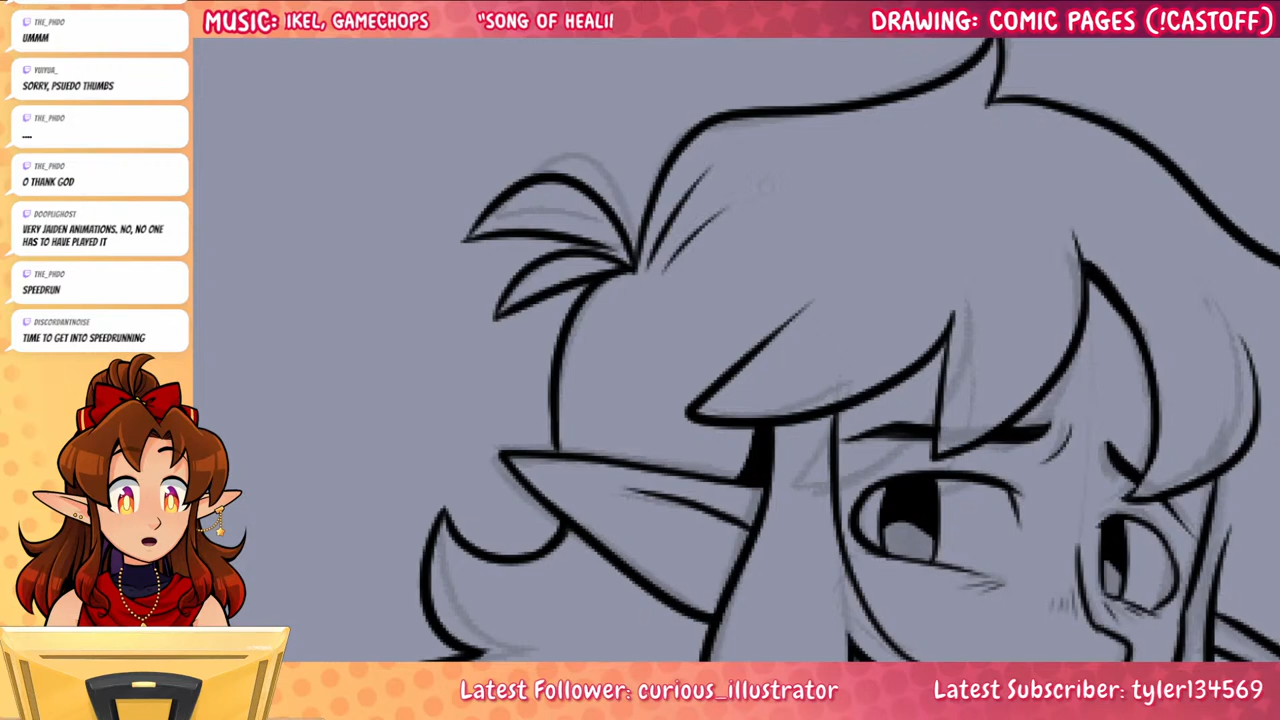 MUSIC: IKEL, GAMECHOPS "SONG OF HEALI
DRAWING: COMIC PAGES (!CASTOFF)
THE_PHDO
UMMM
YUIYUA_
SORRY, PSUEDO THUMBS
THE_PHDO
....
THE_PHDO
O THANK GOD
DOOPLIGHOST
VERY JAIDEN ANIMATIONS. NO, NO ONE
HAS TO HAVE PLAYED IT
THE_PHDO
SPEEDRUN
DISCORDANTNOISE
TIME TO GET INTO SPEEDRUNNING
Latest Follower: curious_illustrator
Latest Subscriber: tyler134569